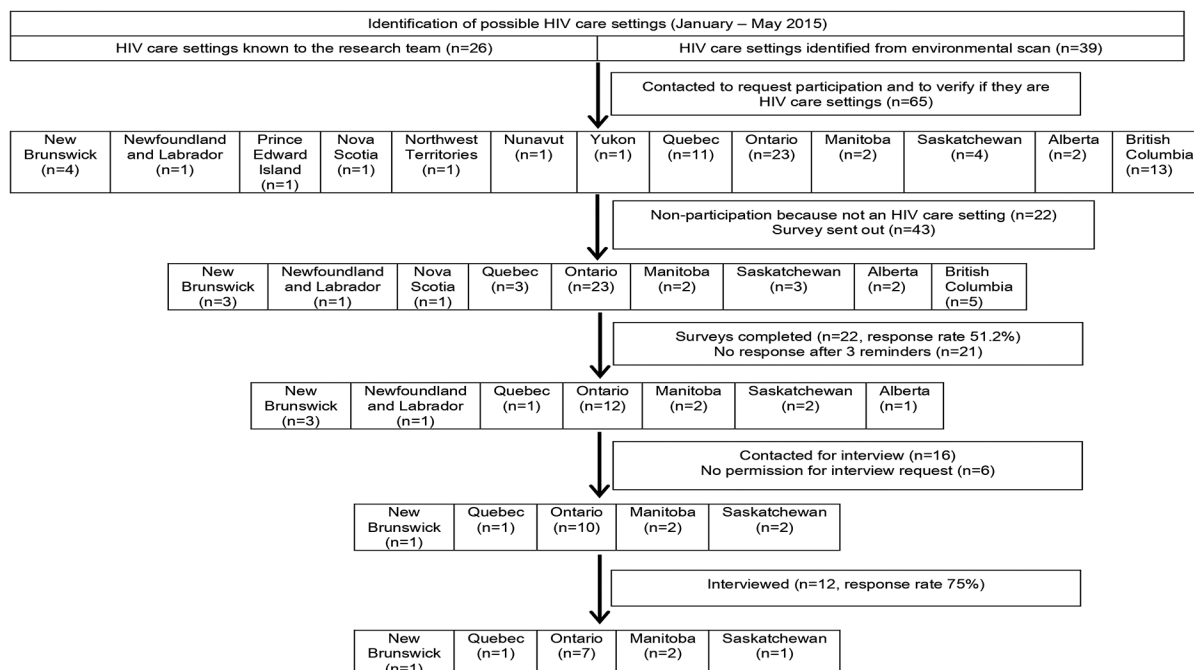 Identification of possible HIV care settings (January – May 2015)
HIV care settings known to the research team (n=26)
HIV care settings identified from environmental scan (n=39)
Contacted to request participation and to verify if they are
HIV care settings (n=65)
New
Brunswick
(n=4)
Newfoundland
and Labrador
(n=1)
Prince
Edward
Island
(n=1)
Nova
Scotia
(n=1)
Northwest
Territories
(n=1)
Nunavut
(n=1)
Yukon
(n=1)
Quebec
(n=11)
Ontario
(n=23)
Manitoba
(n=2)
Saskatchewan
(n=4)
Alberta
(n=2)
British
Columbia
(n=13)
Non-participation because not an HIV care setting (n=22)
Survey sent out (n=43)
New
Brunswick
(n=3)
Newfoundland
and Labrador
(n=1)
Nova
Scotia
(n=1)
Quebec
(n=3)
Ontario
(n=23)
Manitoba
(n=2)
Saskatchewan
(n=3)
Alberta
(n=2)
British
Columbia
(n=5)
Surveys completed (n=22, response rate 51.2%)
No response after 3 reminders (n=21)
New
Brunswick
(n=3)
Newfoundland
and Labrador
(n=1)
Quebec
(n=1)
Ontario
(n=12)
Manitoba
(n=2)
Saskatchewan
(n=2)
Alberta
(n=1)
Contacted for interview (n=16)
No permission for interview request (n=6)
New
Brunswick
(n=1)
Quebec
(n=1)
Ontario
(n=10)
Manitoba
(n=2)
Saskatchewan
(n=2)
Interviewed (n=12, response rate 75%)
New
Brunswick
(n=1)
Quebec
(n=1)
Ontario
(n=7)
Manitoba
(n=2)
Saskatchewan
(n=1)